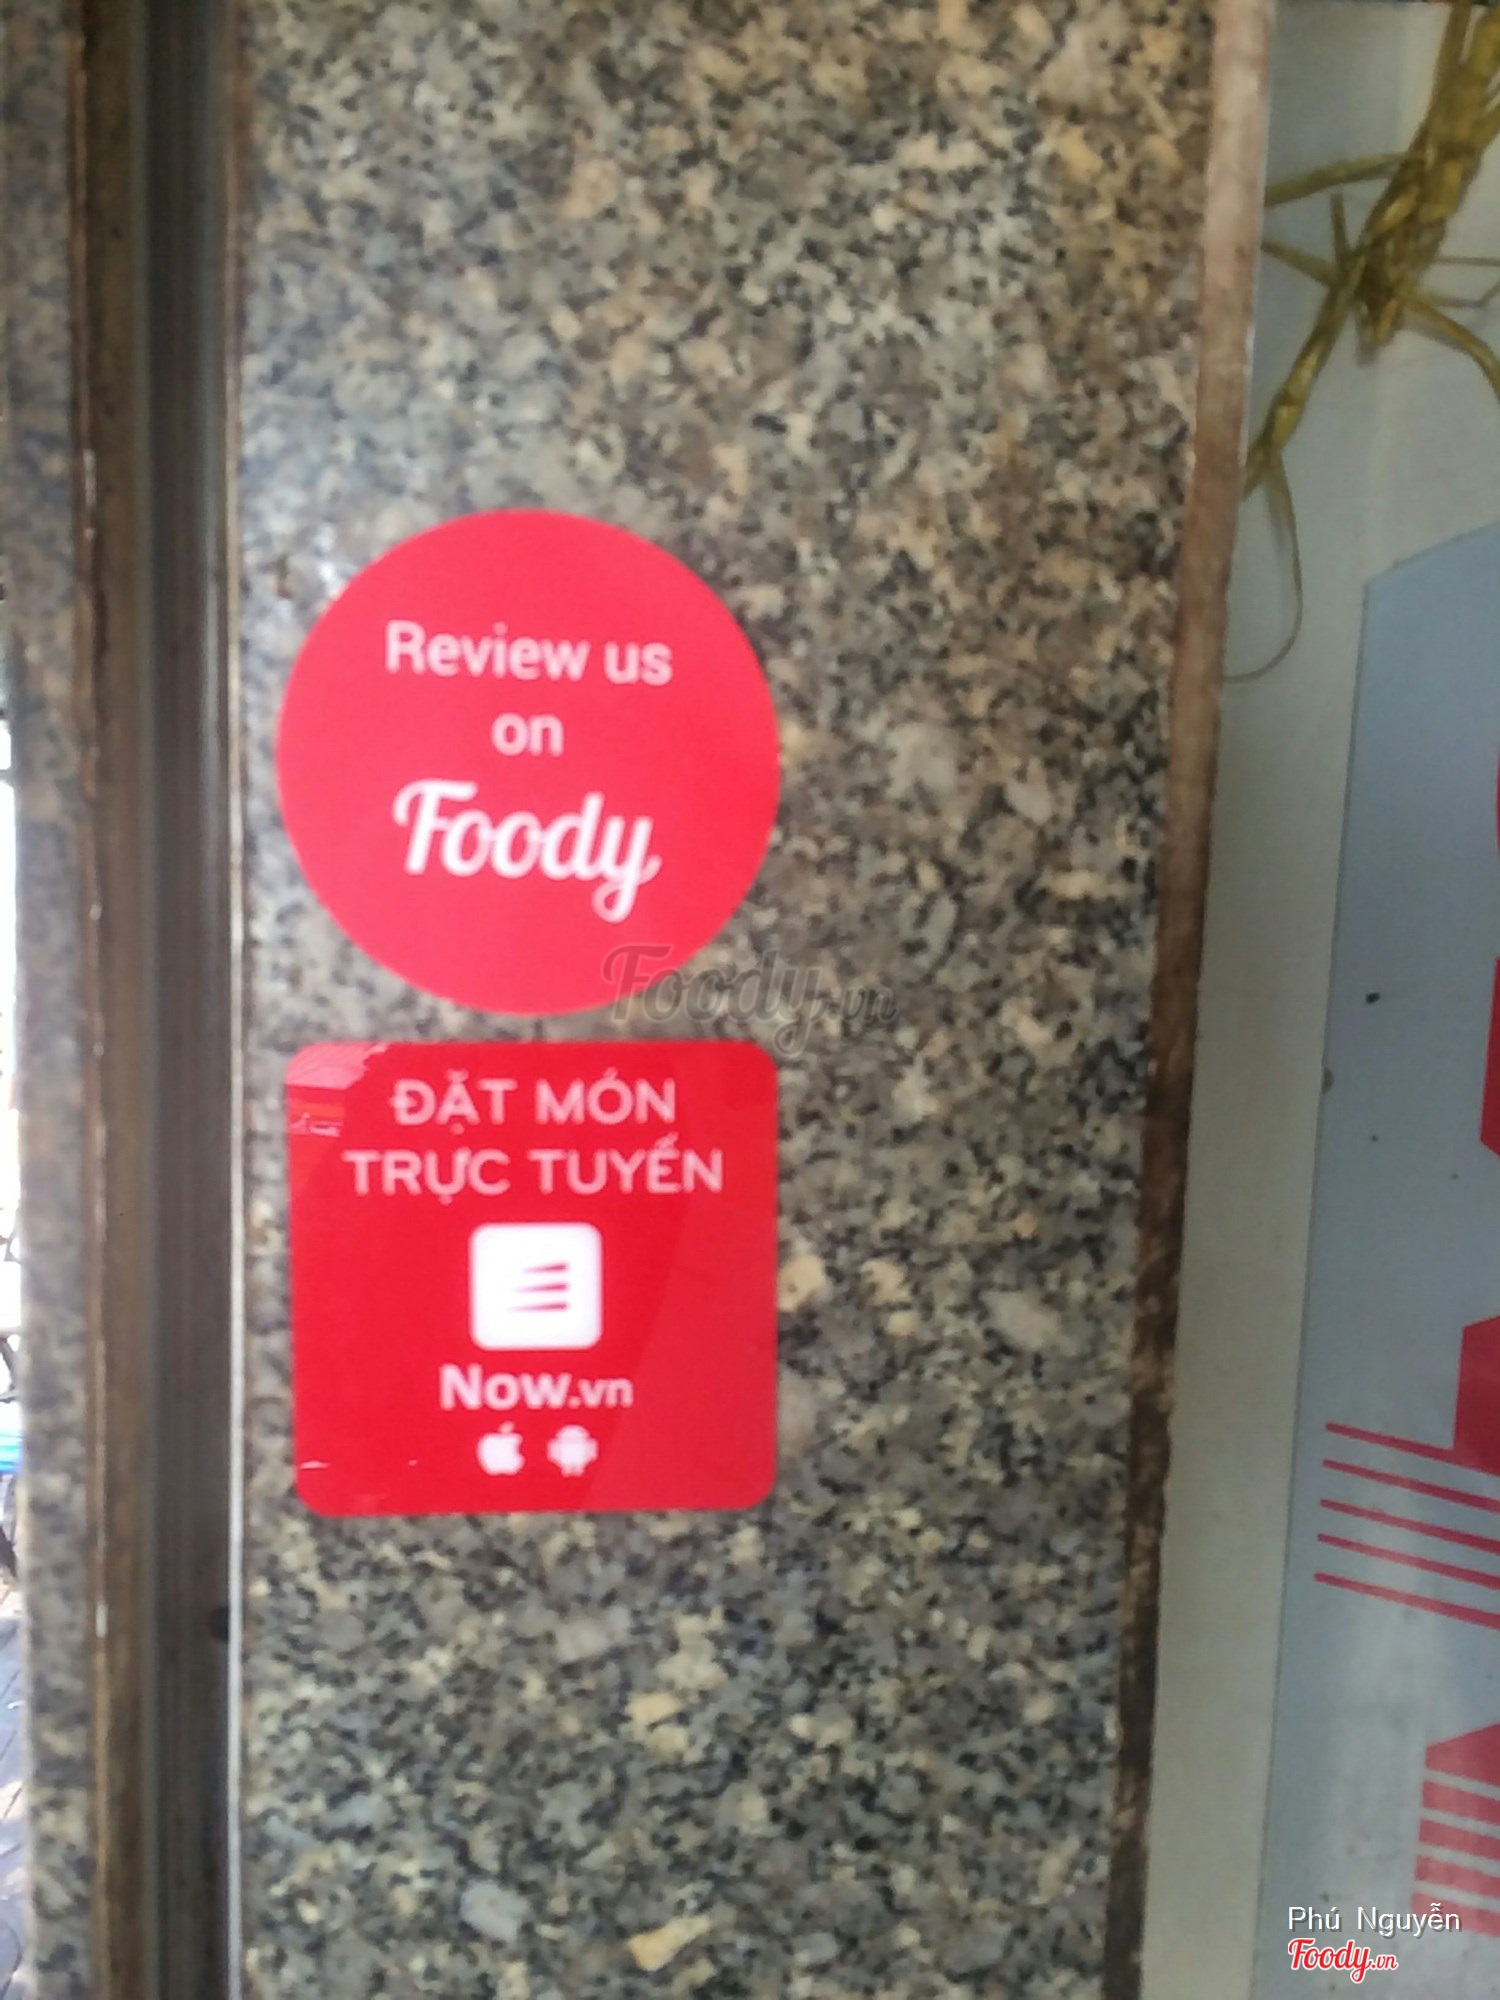 Review us
on
Foody
Foody.vn
ĐẶT MÓN
TRỰC TUYẾN
Now.vn
Phú Nguyễn
Foody.vn